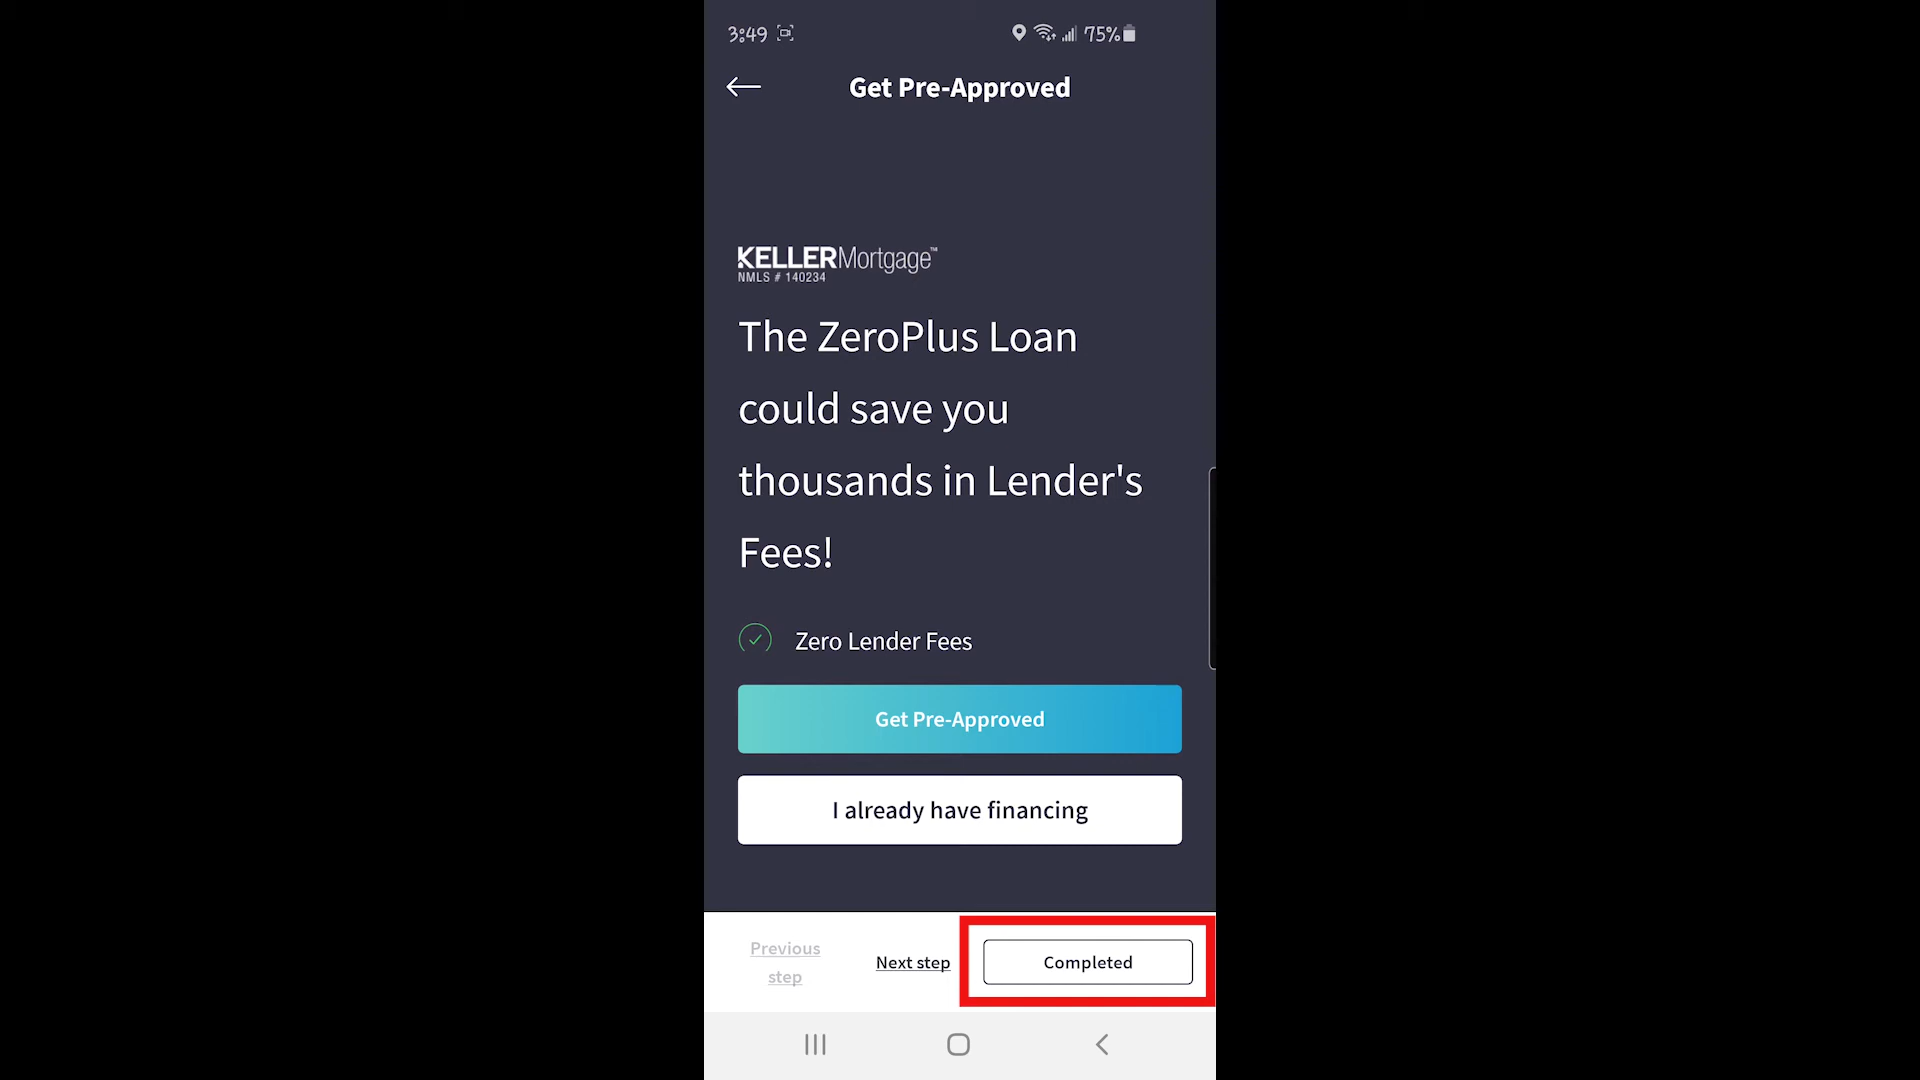 3:49 75%
Get Pre-Approved
KELLERMortgage™
NMLS # 140234
The ZeroPlus Loan
could save you
thousands in Lender's
Fees!
Zero Lender Fees
Get Pre-Approved
I already have financing
Previous
step
Next step
Completed